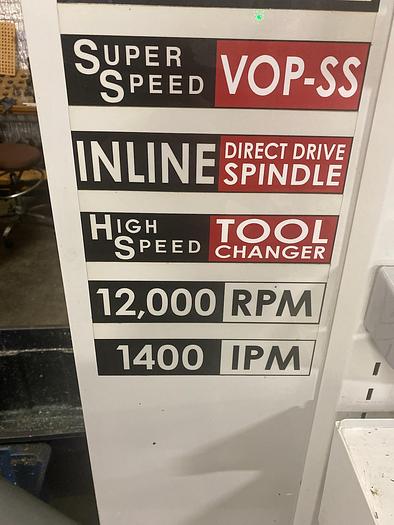 SUPER SPEED VOP-SS
INLINE DIRECT DRIVE SPINDLE
HIGH SPEED TOOL CHANGER
12,000 RPM
1400 IPM